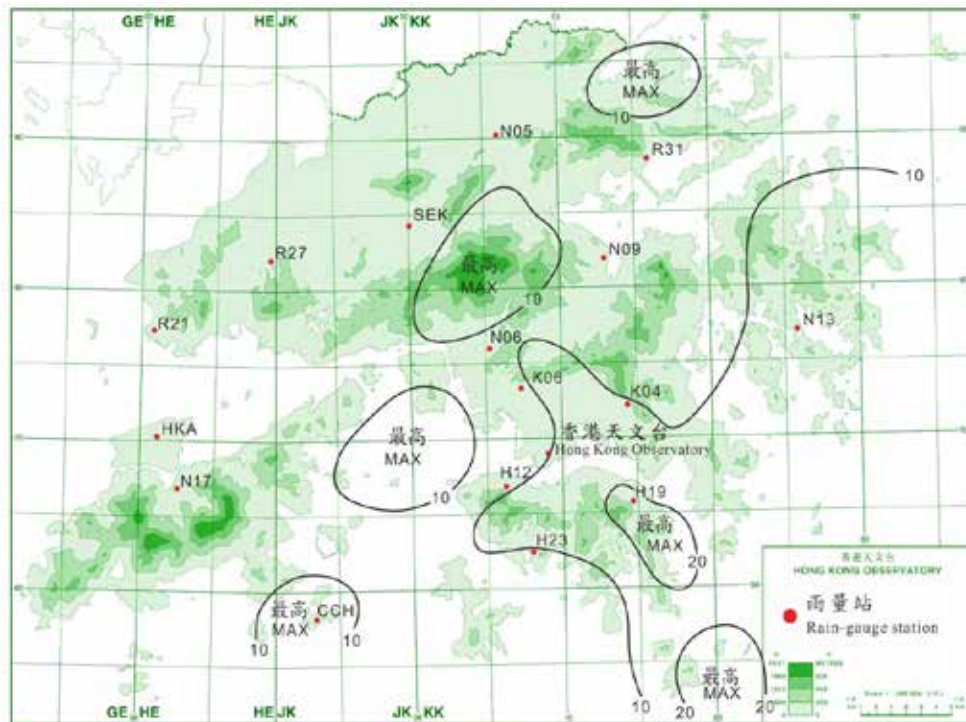 GE HE
HE JK
JK KK
最高
MAX
10
N05
R31
10
SEK
R27
最高
MAX
10
N09
R21
N06
N13
K06
K04
HKA
最高
MAX
10
香港天文台
Hong Kong Observatory
N17
H12
H19
最高
MAX
20
H23
香港天文台
HONG KONG OBSERVATORY
雨量站
Rain-gauge station
最高
MAX
CCH
10
10
最高
MAX
10
20
20
GE HE
HE JK
JK KK